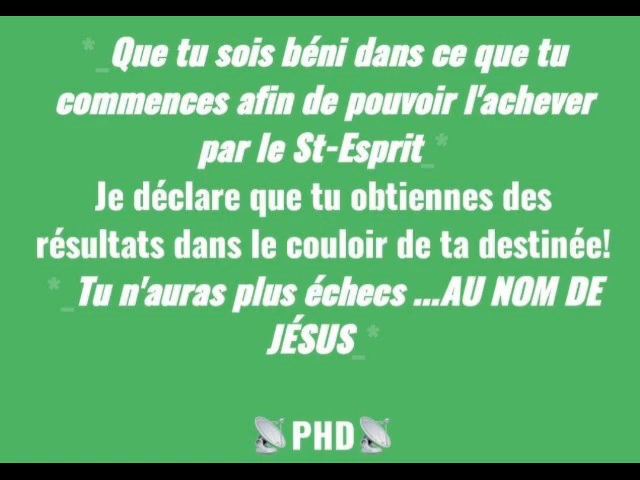 *_Que tu sois béni dans ce que tu
commences afin de pouvoir l'achever
par le St-Esprit_*
Je déclare que tu obtiennes des
résultats dans le couloir de ta destinée!
*_Tu n'auras plus échecs ...AU NOM DE
JÉSUS_*
📡PHD📡